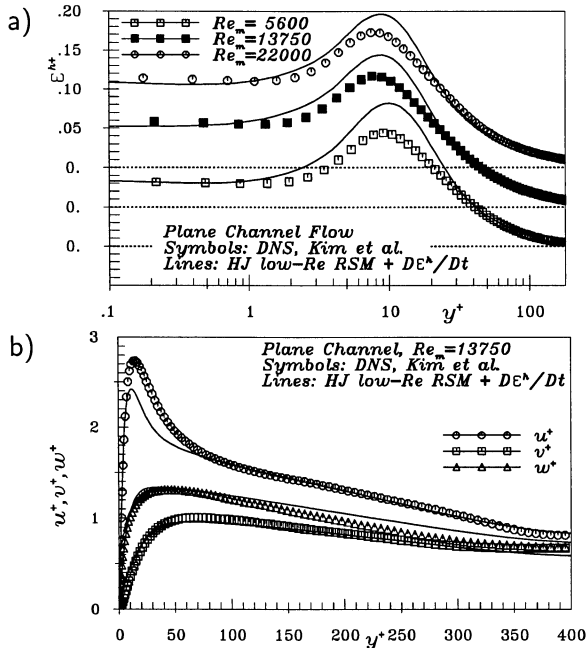 a)
ε^h+
.20
.10
.05
0.
0.
0.
Re_m= 5600
Re_m=13750
Re_m=22000
Plane Channel Flow
Symbols: DNS, Kim et al.
Lines: HJ low-Re RSM + Dε^h/Dt
.1 1 10 y^+ 100
b)
u^+, v^+, w^+
3
2
1
0
Plane Channel, Re_m=13750
Symbols: DNS, Kim et al.
Lines: HJ low-Re RSM + Dε^h/Dt
u^+
v^+
w^+
0 50 100 150 200 y^+ 250 300 350 400